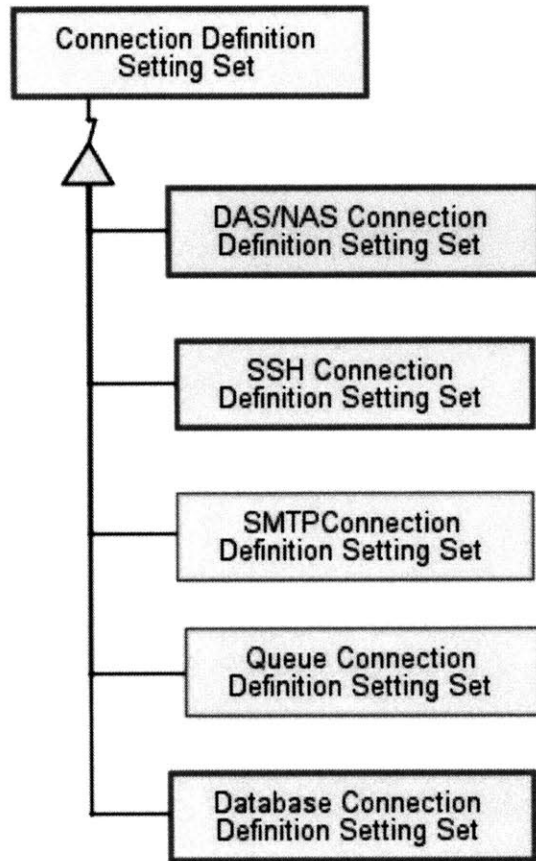 Connection Definition
Setting Set
DAS/NAS Connection
Definition Setting Set
SSH Connection
Definition Setting Set
SMTPConnection
Definition Setting Set
Queue Connection
Definition Setting Set
Database Connection
Definition Setting Set